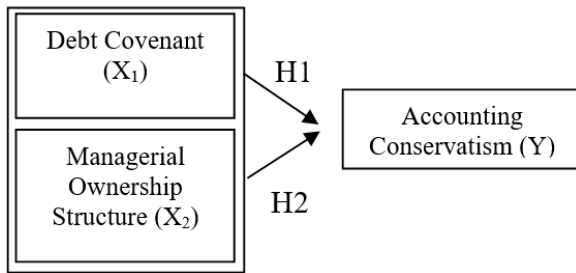 Debt Covenant
(X₁)
H1
Accounting
Conservatism (Y)
Managerial
Ownership
Structure (X₂)
H2